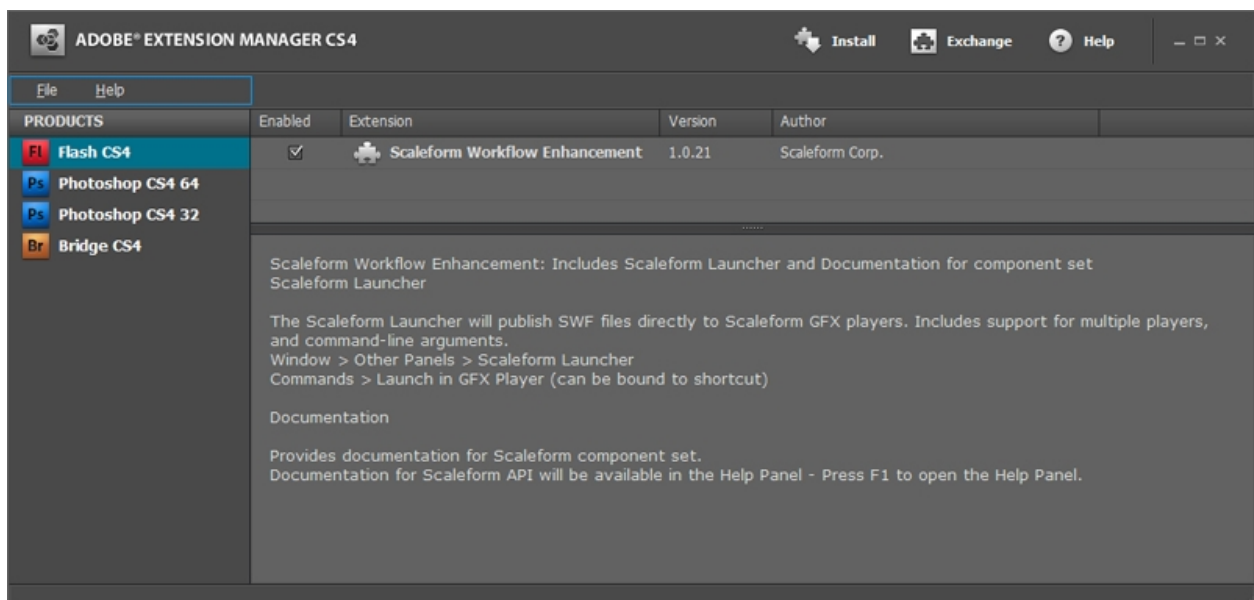 ADOBE® EXTENSION MANAGER CS4
Install Exchange ? Help
File Help
PRODUCTS Enabled Extension Version Author
Fl Flash CS4 Scaleform Workflow Enhancement 1.0.21 Scaleform Corp.
Ps Photoshop CS4 64
Ps Photoshop CS4 32
Br Bridge CS4
Scaleform Workflow Enhancement: Includes Scaleform Launcher and Documentation for component set
Scaleform Launcher
The Scaleform Launcher will publish SWF files directly to Scaleform GFX players. Includes support for multiple players,
and command-line arguments.
Window > Other Panels > Scaleform Launcher
Commands > Launch in GFX Player (can be bound to shortcut)
Documentation
Provides documentation for Scaleform component set.
Documentation for Scaleform API will be available in the Help Panel - Press F1 to open the Help Panel.